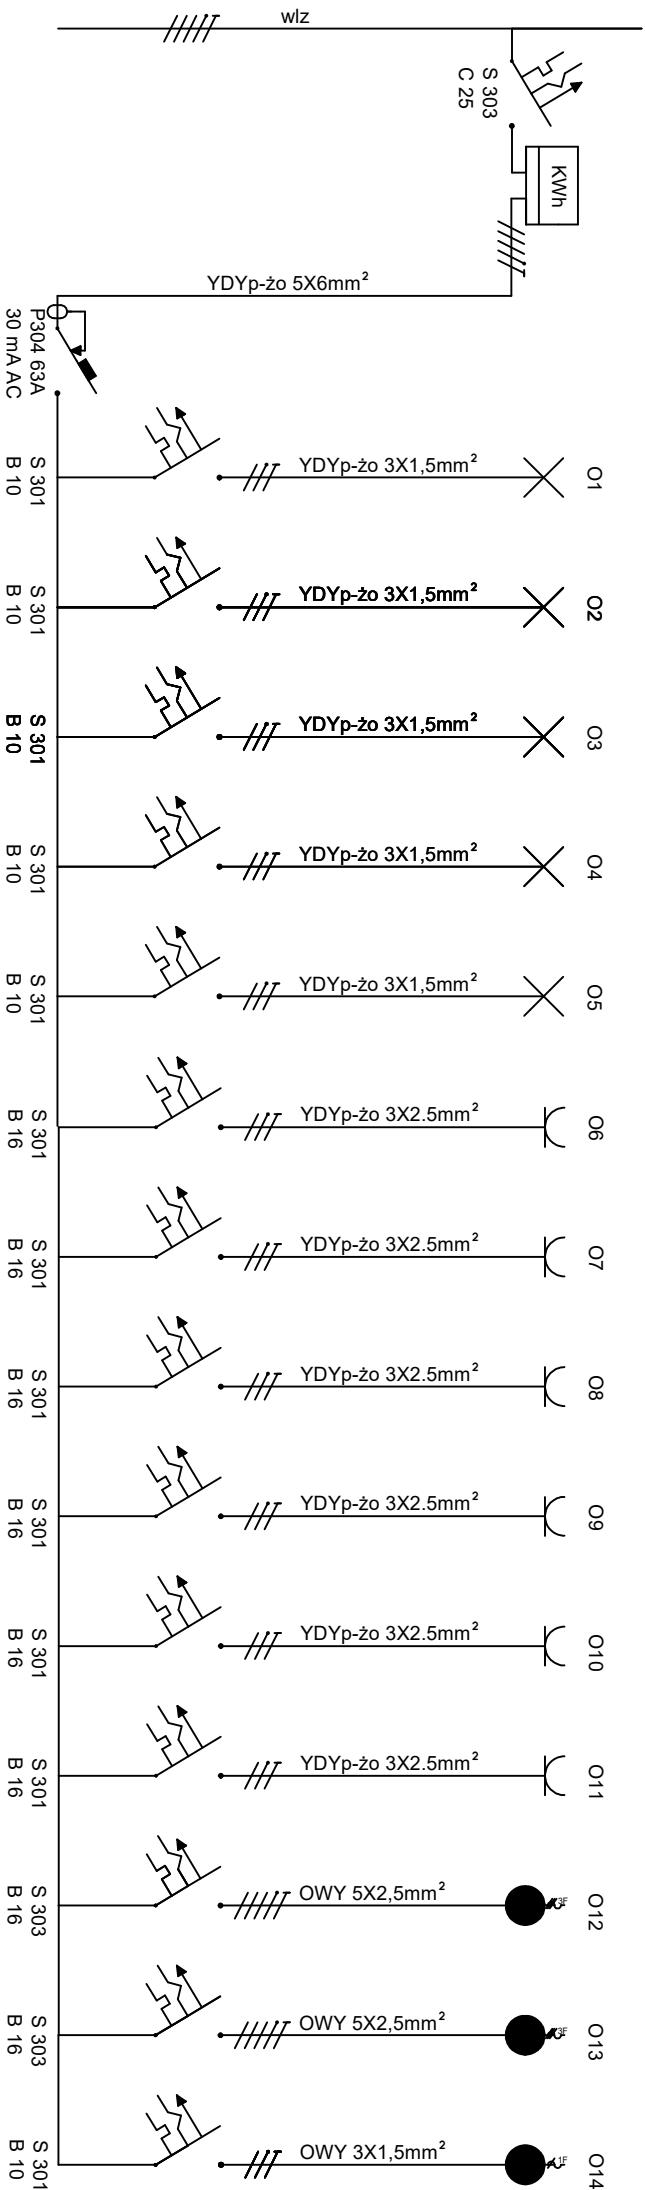 wlz
S 303
C 25
KWh
YDYp-żo 5X6mm²
P304 63A
30 mA AC
S 301
B 10
YDYp-żo 3X1,5mm²
O1
S 301
B 10
YDYp-żo 3X1,5mm²
O2
S 301
B 10
YDYp-żo 3X1,5mm²
O3
S 301
B 10
YDYp-żo 3X1,5mm²
O4
S 301
B 10
YDYp-żo 3X1,5mm²
O5
S 301
B 16
YDYp-żo 3X2.5mm²
O6
S 301
B 16
YDYp-żo 3X2.5mm²
O7
S 301
B 16
YDYp-żo 3X2.5mm²
O8
S 301
B 16
YDYp-żo 3X2.5mm²
O9
S 301
B 16
YDYp-żo 3X2.5mm²
O10
S 301
B 16
YDYp-żo 3X2.5mm²
O11
S 303
B 16
OWY 5X2,5mm²
3F
O12
S 303
B 16
OWY 5X2,5mm²
3F
O13
S 301
B 10
OWY 3X1,5mm²
1F
O14